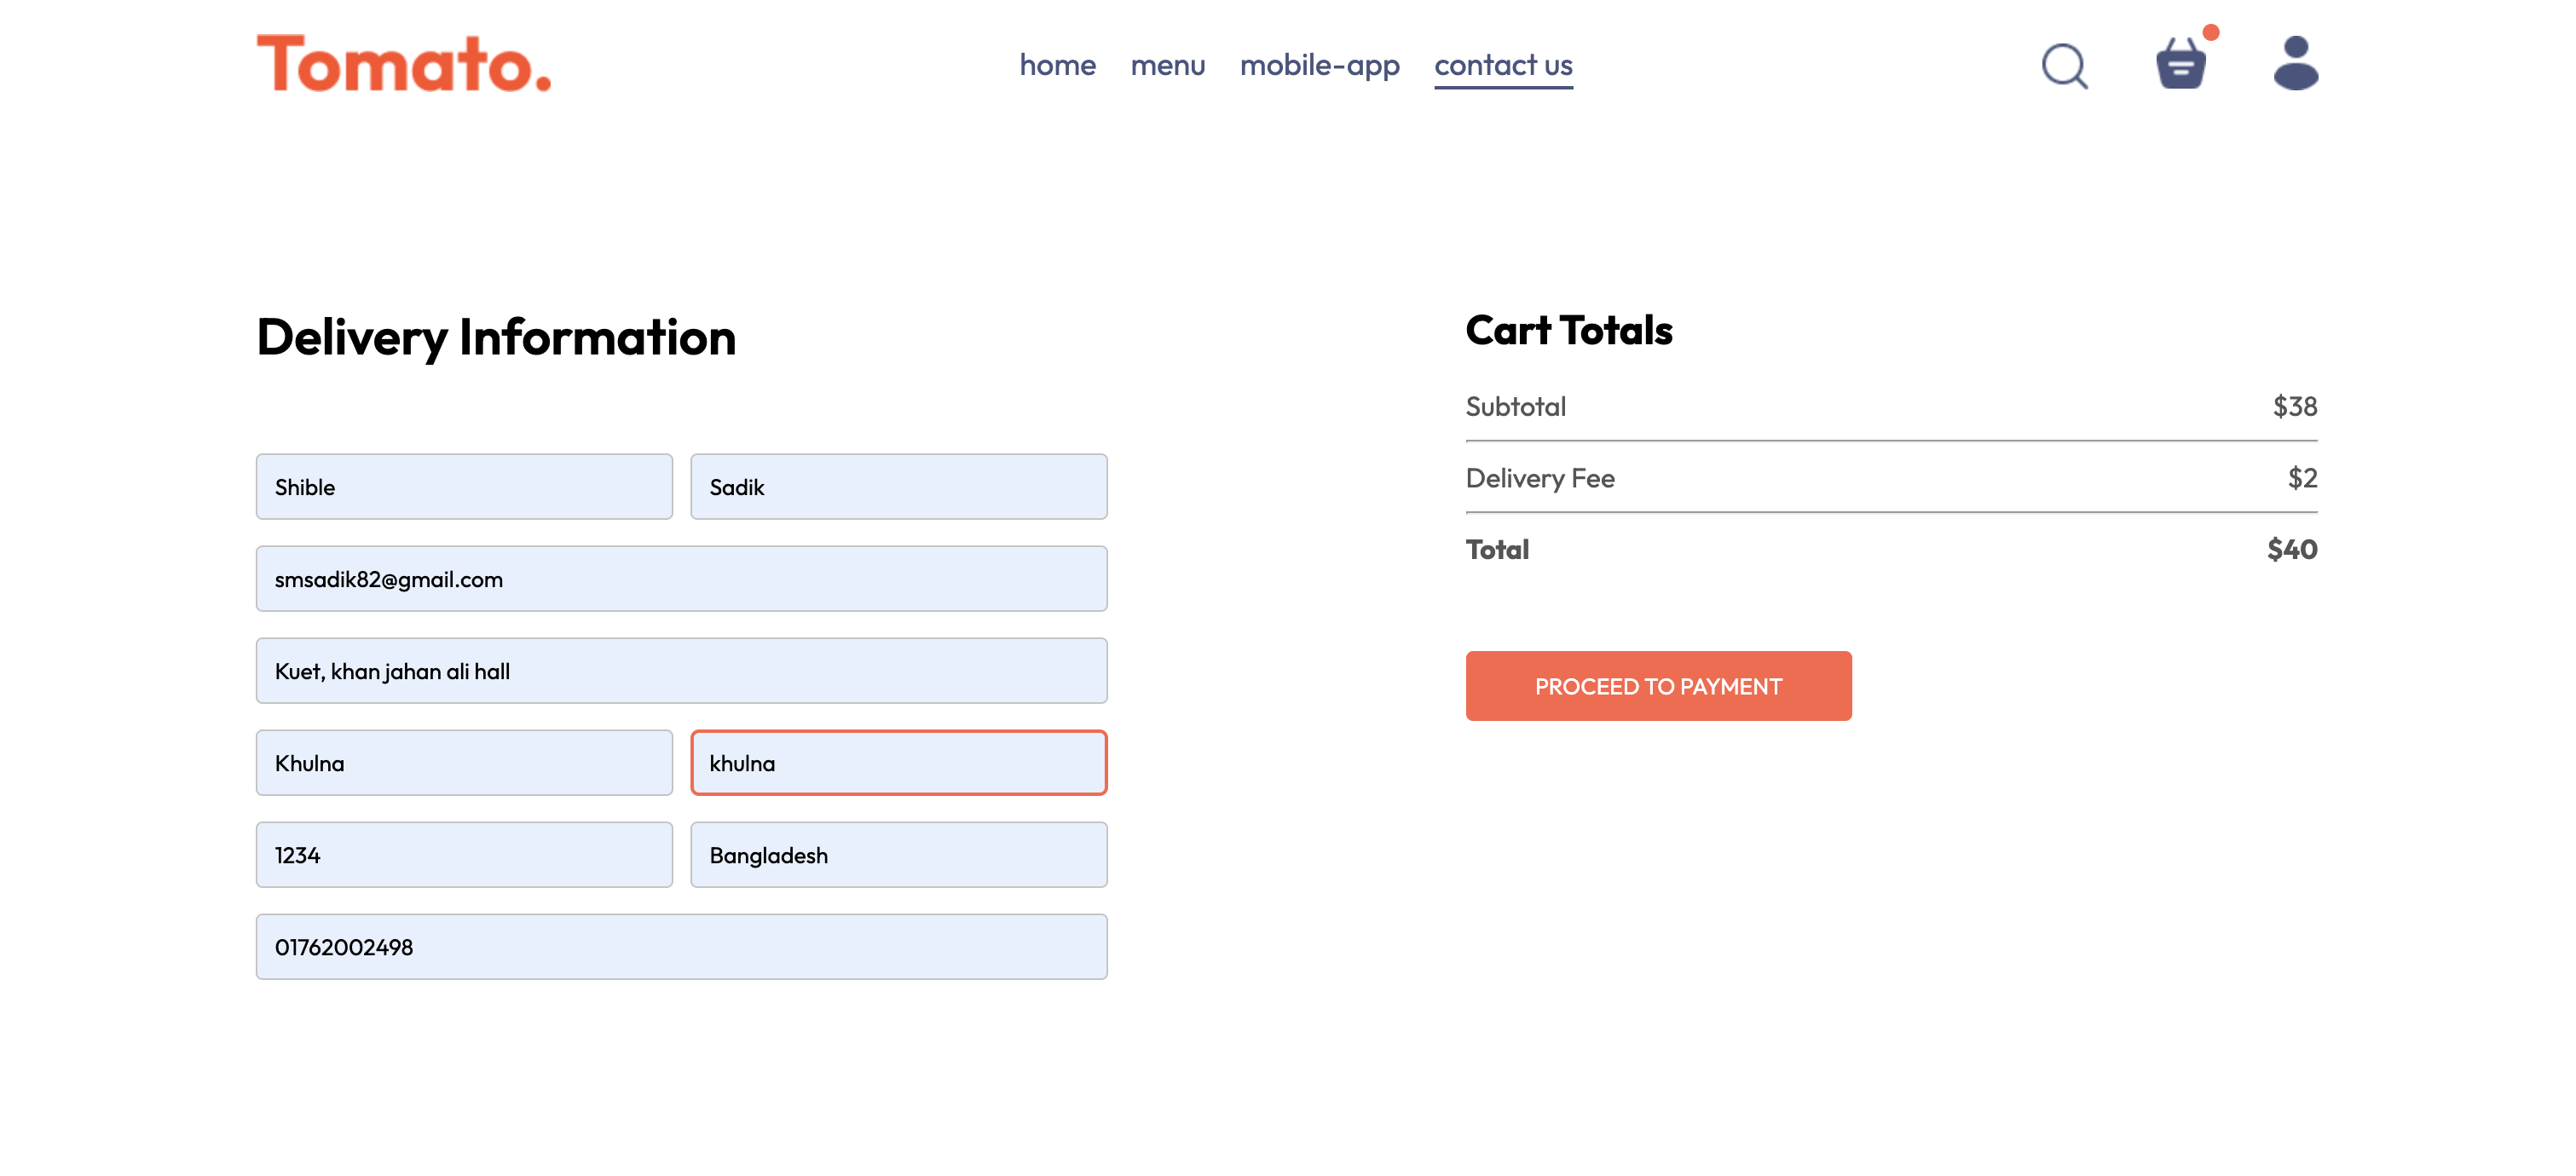 Tomato.
home menu mobile-app contact us
Delivery Information
Shible Sadik
smsadik82@gmail.com
Kuet, khan jahan ali hall
Khulna khulna
1234 Bangladesh
01762002498
Cart Totals
Subtotal $38
Delivery Fee $2
Total $40
PROCEED TO PAYMENT